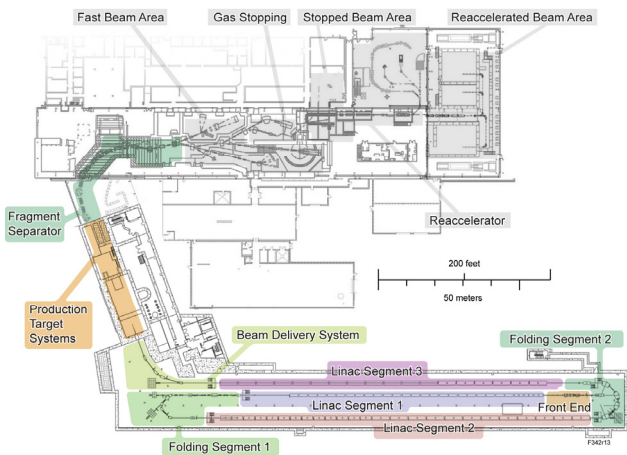 Fast Beam Area
Gas Stopping
Stopped Beam Area
Reaccelerated Beam Area
Fragment
Separator
Reaccelerator
200 feet
50 meters
Production
Target
Systems
Beam Delivery System
Folding Segment 2
Linac Segment 3
Linac Segment 1
Front End
Linac Segment 2
Folding Segment 1
F342r13